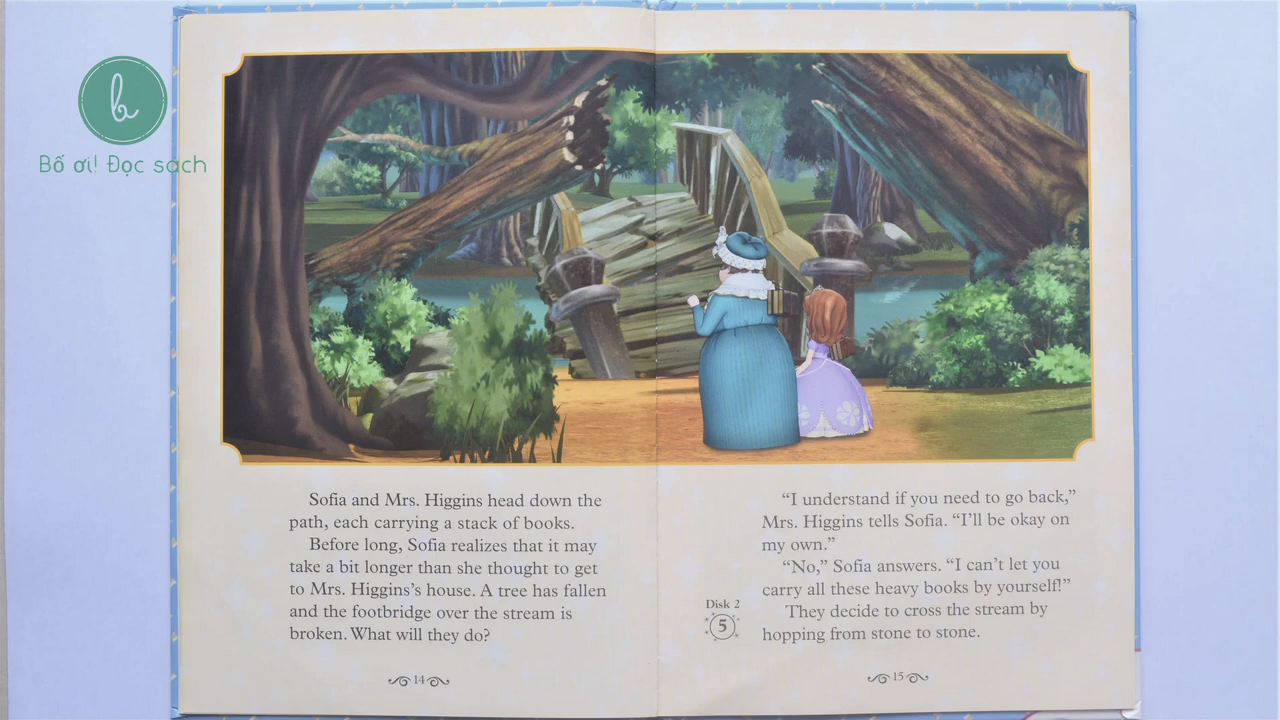 b
Bố ơi! Đọc sách
Sofia and Mrs. Higgins head down the
path, each carrying a stack of books.
Before long, Sofia realizes that it may
take a bit longer than she thought to get
to Mrs. Higgins’s house. A tree has fallen
and the footbridge over the stream is
broken. What will they do?
14
“I understand if you need to go back,”
Mrs. Higgins tells Sofia. “I’ll be okay on
my own.”
“No,” Sofia answers. “I can’t let you
carry all these heavy books by yourself!”
Disk 2
5
They decide to cross the stream by
hopping from stone to stone.
15